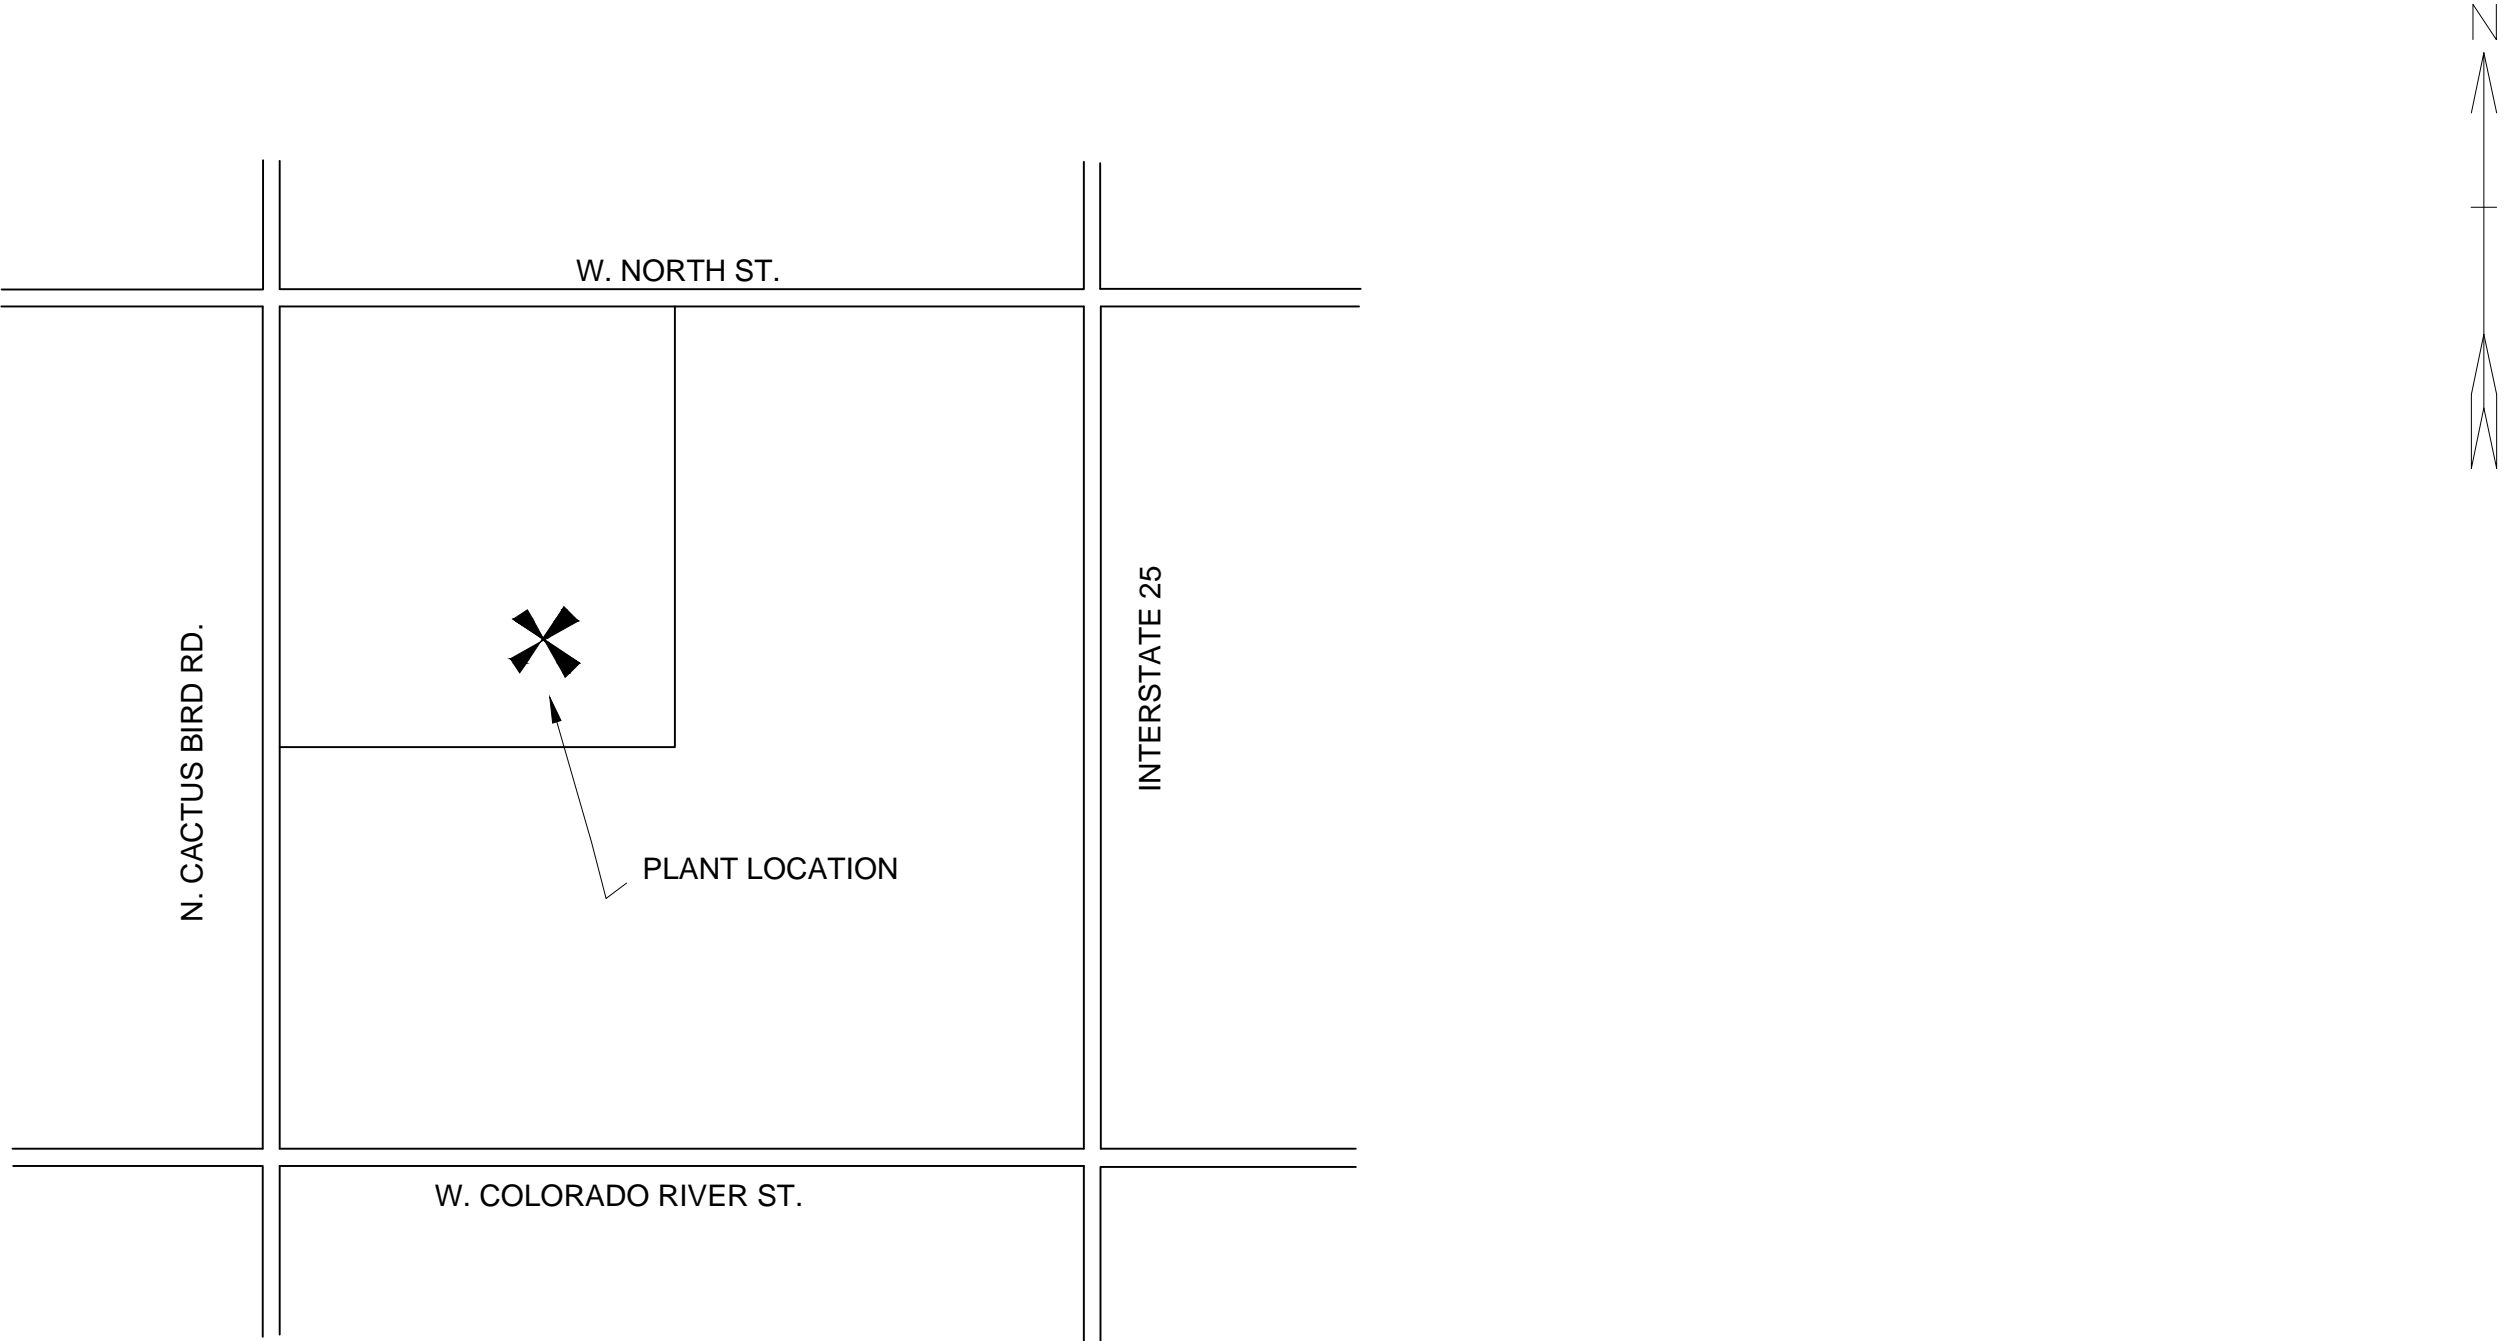 N
W. NORTH ST.
INTERSTATE 25
N. CACTUS BIRD RD.
PLANT LOCATION
W. COLORADO RIVER ST.